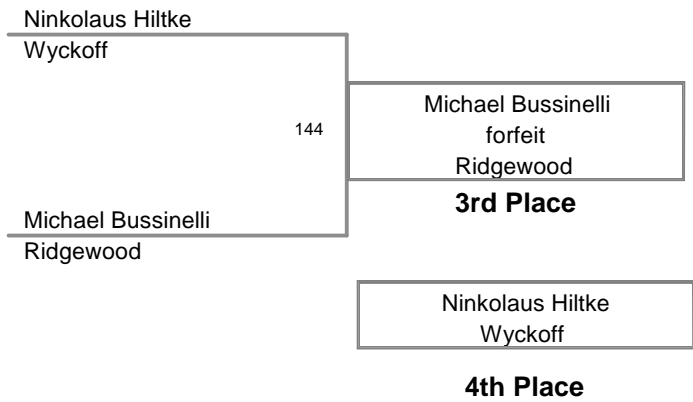 Ninkolaus Hiltke
Wyckoff
144
Michael Bussinelli
forfeit
Ridgewood
3rd Place
Michael Bussinelli
Ridgewood
Ninkolaus Hiltke
Wyckoff
4th Place